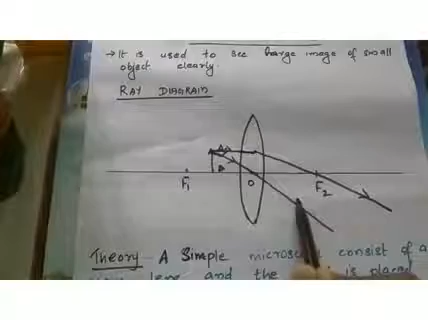 → It is used to see large image of small
object clearly.
RAY DIAGRAM
F₁
O
F₂
Theory A Simple microscope consist of a
lens and the is placed